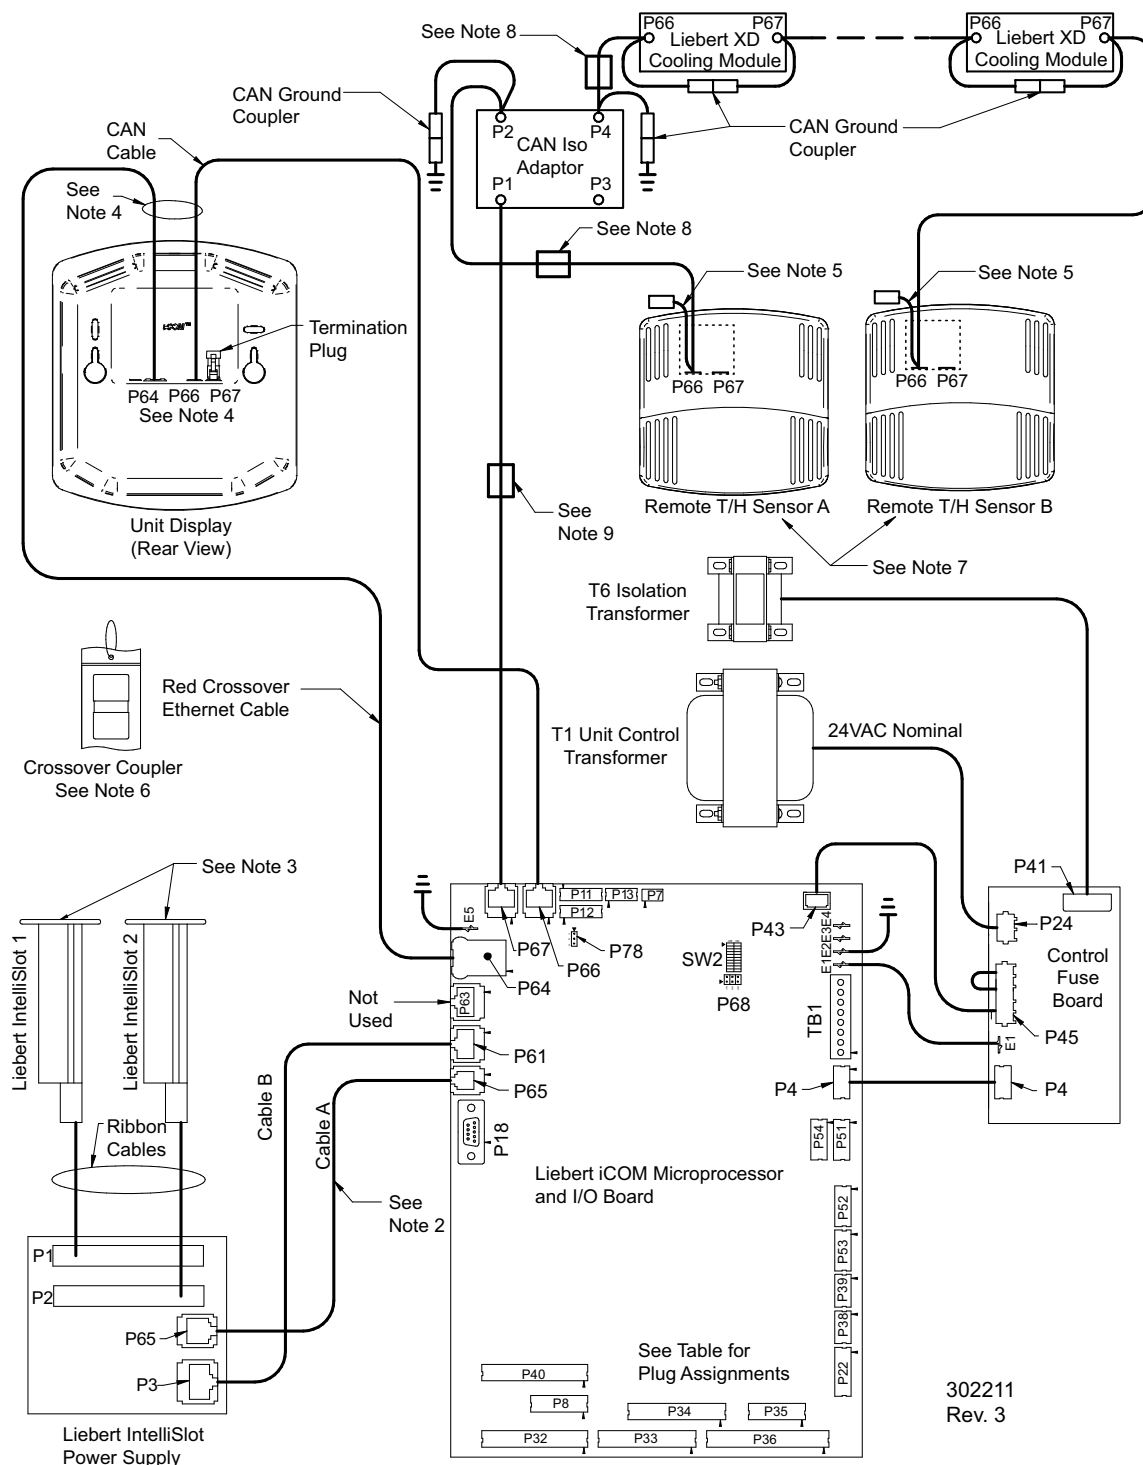 P66 P67
Liebert XD
Cooling Module
P66 P67
Liebert XD
Cooling Module
See Note 8
CAN Ground
Coupler
CAN
Cable
P2 P4
CAN Iso
Adaptor
P1 P3
CAN Ground
Coupler
See
Note 4
See Note 8
See Note 5
See Note 5
Termination
Plug
P64 P66 P67
See Note 4
P66 P67
P66 P67
Unit Display
(Rear View)
See
Note 9
Remote T/H Sensor A
Remote T/H Sensor B
See Note 7
T6 Isolation
Transformer
Red Crossover
Ethernet Cable
Crossover Coupler
See Note 6
T1 Unit Control
Transformer
24VAC Nominal
See Note 3
Liebert IntelliSlot 1
Liebert IntelliSlot 2
Ribbon
Cables
Cable B
Cable A
See
Note 2
Not
Used
E5
P67
P66
P64
P63
P61
P65
P18
P11
P13
P7
P12
P78
SW2
P68
P43
E1E2E3E4
TB1
P4
P41
P24
Control
Fuse
Board
P45
E1
P4
P54
P51
Liebert iCOM Microprocessor
and I/O Board
P52
P53
P39
P38
P22
P1
P2
P65
P3
Liebert IntelliSlot
Power Supply
See Table for
Plug Assignments
P40
P8
P34
P35
P32
P33
P36
302211
Rev. 3